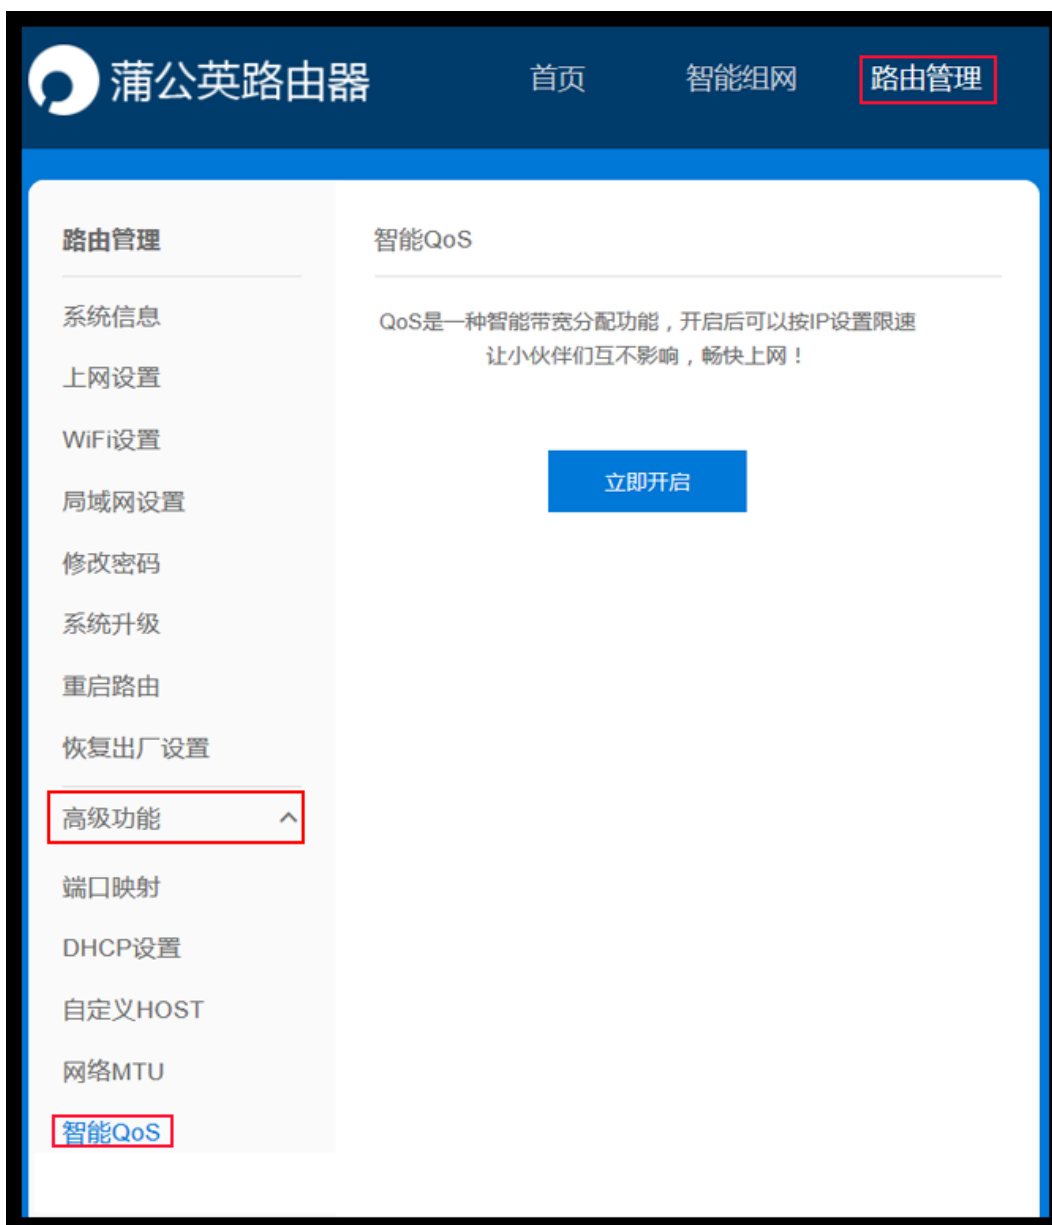 蒲公英路由器
首页
智能组网
路由管理
路由管理
系统信息
上网设置
WiFi设置
局域网设置
修改密码
系统升级
重启路由
恢复出厂设置
高级功能
端口映射
DHCP设置
自定义HOST
网络MTU
智能QoS
智能QoS
QoS是一种智能带宽分配功能，开启后可以按IP设置限速
让小伙伴们互不影响，畅快上网！
立即开启